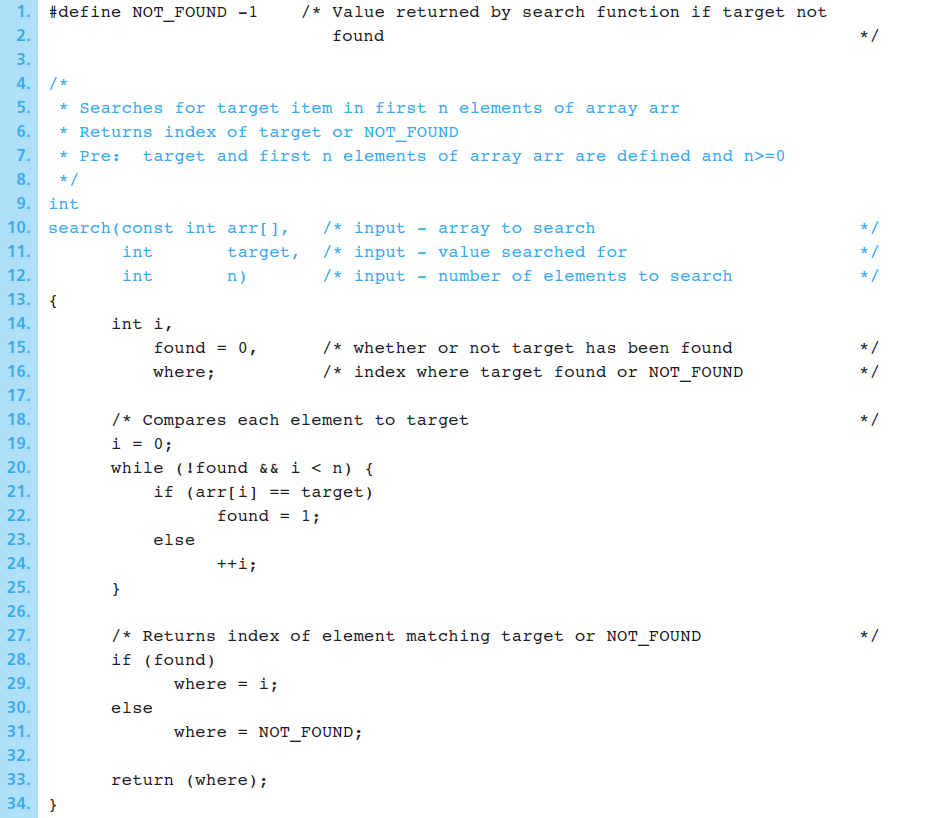 1. #define NOT_FOUND -1    /* Value returned by search function if target not
2.                            found                                             */
3.
4. /*
5.  * Searches for target item in first n elements of array arr
6.  * Returns index of target or NOT_FOUND
7.  * Pre:  target and first n elements of array arr are defined and n>=0
8.  */
9. int
10. search(const int arr[],   /* input - array to search                         */
11.        int       target,  /* input - value searched for                      */
12.        int       n)       /* input - number of elements to search            */
13. {
14.       int i,
15.           found = 0,      /* whether or not target has been found            */
16.           where;          /* index where target found or NOT_FOUND           */
17.
18.       /* Compares each element to target                                     */
19.       i = 0;
20.       while (!found && i < n) {
21.           if (arr[i] == target)
22.                 found = 1;
23.           else
24.                 ++i;
25.       }
26.
27.       /* Returns index of element matching target or NOT_FOUND               */
28.       if (found)
29.             where = i;
30.       else
31.             where = NOT_FOUND;
32.
33.       return (where);
34. }